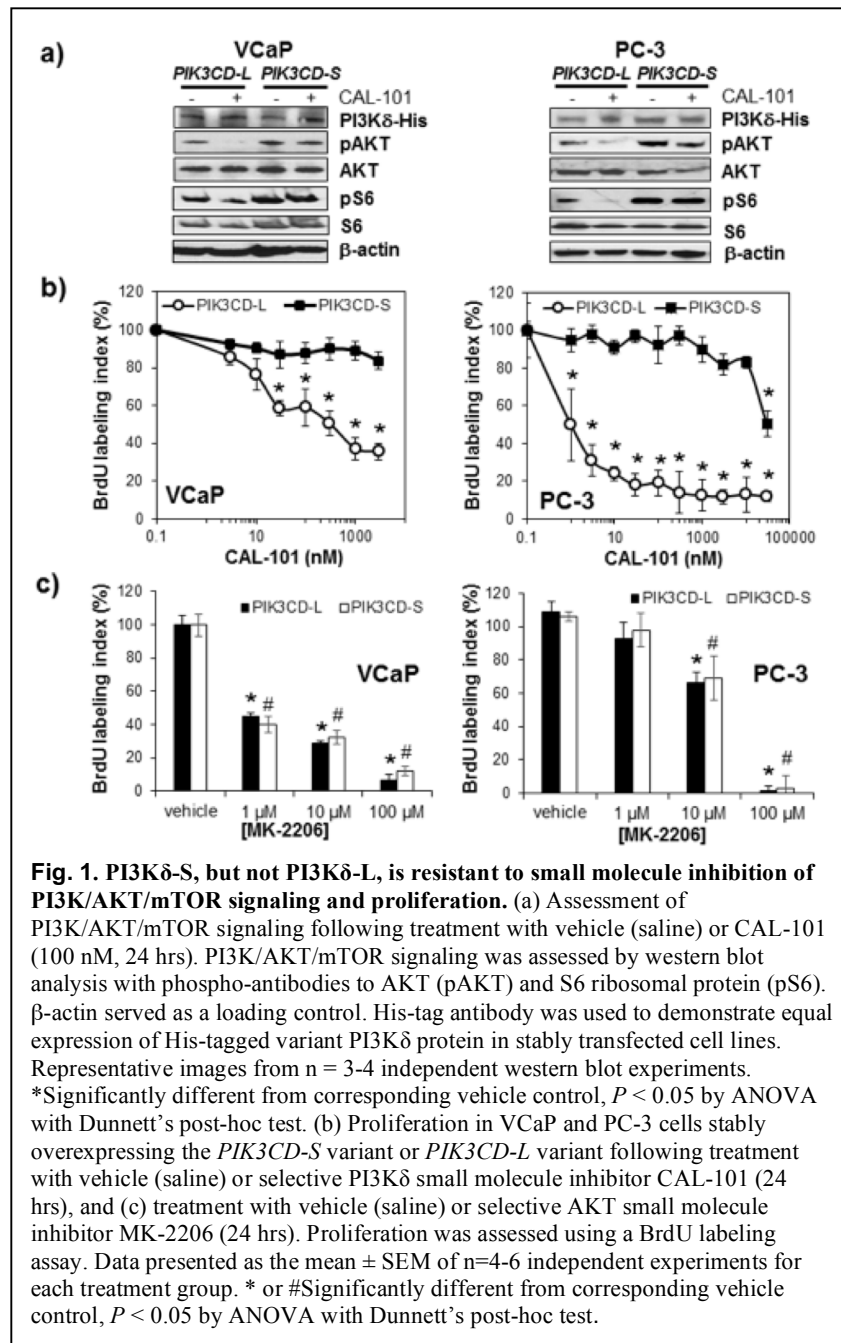 a)
VCaP
PIK3CD-L PIK3CD-S
- + - + CAL-101
PI3Kδ-His
pAKT
AKT
pS6
S6
β-actin
PC-3
PIK3CD-L PIK3CD-S
- + - + CAL-101
PI3Kδ-His
pAKT
AKT
pS6
S6
β-actin
b)
BrdU labeling index (%)
120
100
80
60
40
20
0
PIK3CD-L PIK3CD-S
* * * * *
VCaP
0.1 10 1000
CAL-101 (nM)
BrdU labeling index (%)
120
100
80
60
40
20
0
PIK3CD-L PIK3CD-S
*
* * * * * * * * * *
PC-3
0.1 10 1000 100000
CAL-101 (nM)
c)
BrdU labeling index (%)
120
100
80
60
40
20
0
PIK3CD-L PIK3CD-S
VCaP
* # * # * #
vehicle 1 µM 10 µM 100 µM
[MK-2206]
BrdU labeling index (%)
120
100
80
60
40
20
0
PIK3CD-L PIK3CD-S
PC-3
* # * #
vehicle 1 µM 10 µM 100 µM
[MK-2206]
Fig. 1. PI3Kδ-S, but not PI3Kδ-L, is resistant to small molecule inhibition of
PI3K/AKT/mTOR signaling and proliferation. (a) Assessment of
PI3K/AKT/mTOR signaling following treatment with vehicle (saline) or CAL-101
(100 nM, 24 hrs). PI3K/AKT/mTOR signaling was assessed by western blot
analysis with phospho-antibodies to AKT (pAKT) and S6 ribosomal protein (pS6).
β-actin served as a loading control. His-tag antibody was used to demonstrate equal
expression of His-tagged variant PI3Kδ protein in stably transfected cell lines.
Representative images from n = 3-4 independent western blot experiments.
*Significantly different from corresponding vehicle control, P < 0.05 by ANOVA
with Dunnett's post-hoc test. (b) Proliferation in VCaP and PC-3 cells stably
overexpressing the PIK3CD-S variant or PIK3CD-L variant following treatment
with vehicle (saline) or selective PI3Kδ small molecule inhibitor CAL-101 (24
hrs), and (c) treatment with vehicle (saline) or selective AKT small molecule
inhibitor MK-2206 (24 hrs). Proliferation was assessed using a BrdU labeling
assay. Data presented as the mean ± SEM of n=4-6 independent experiments for
each treatment group. * or #Significantly different from corresponding vehicle
control, P < 0.05 by ANOVA with Dunnett's post-hoc test.